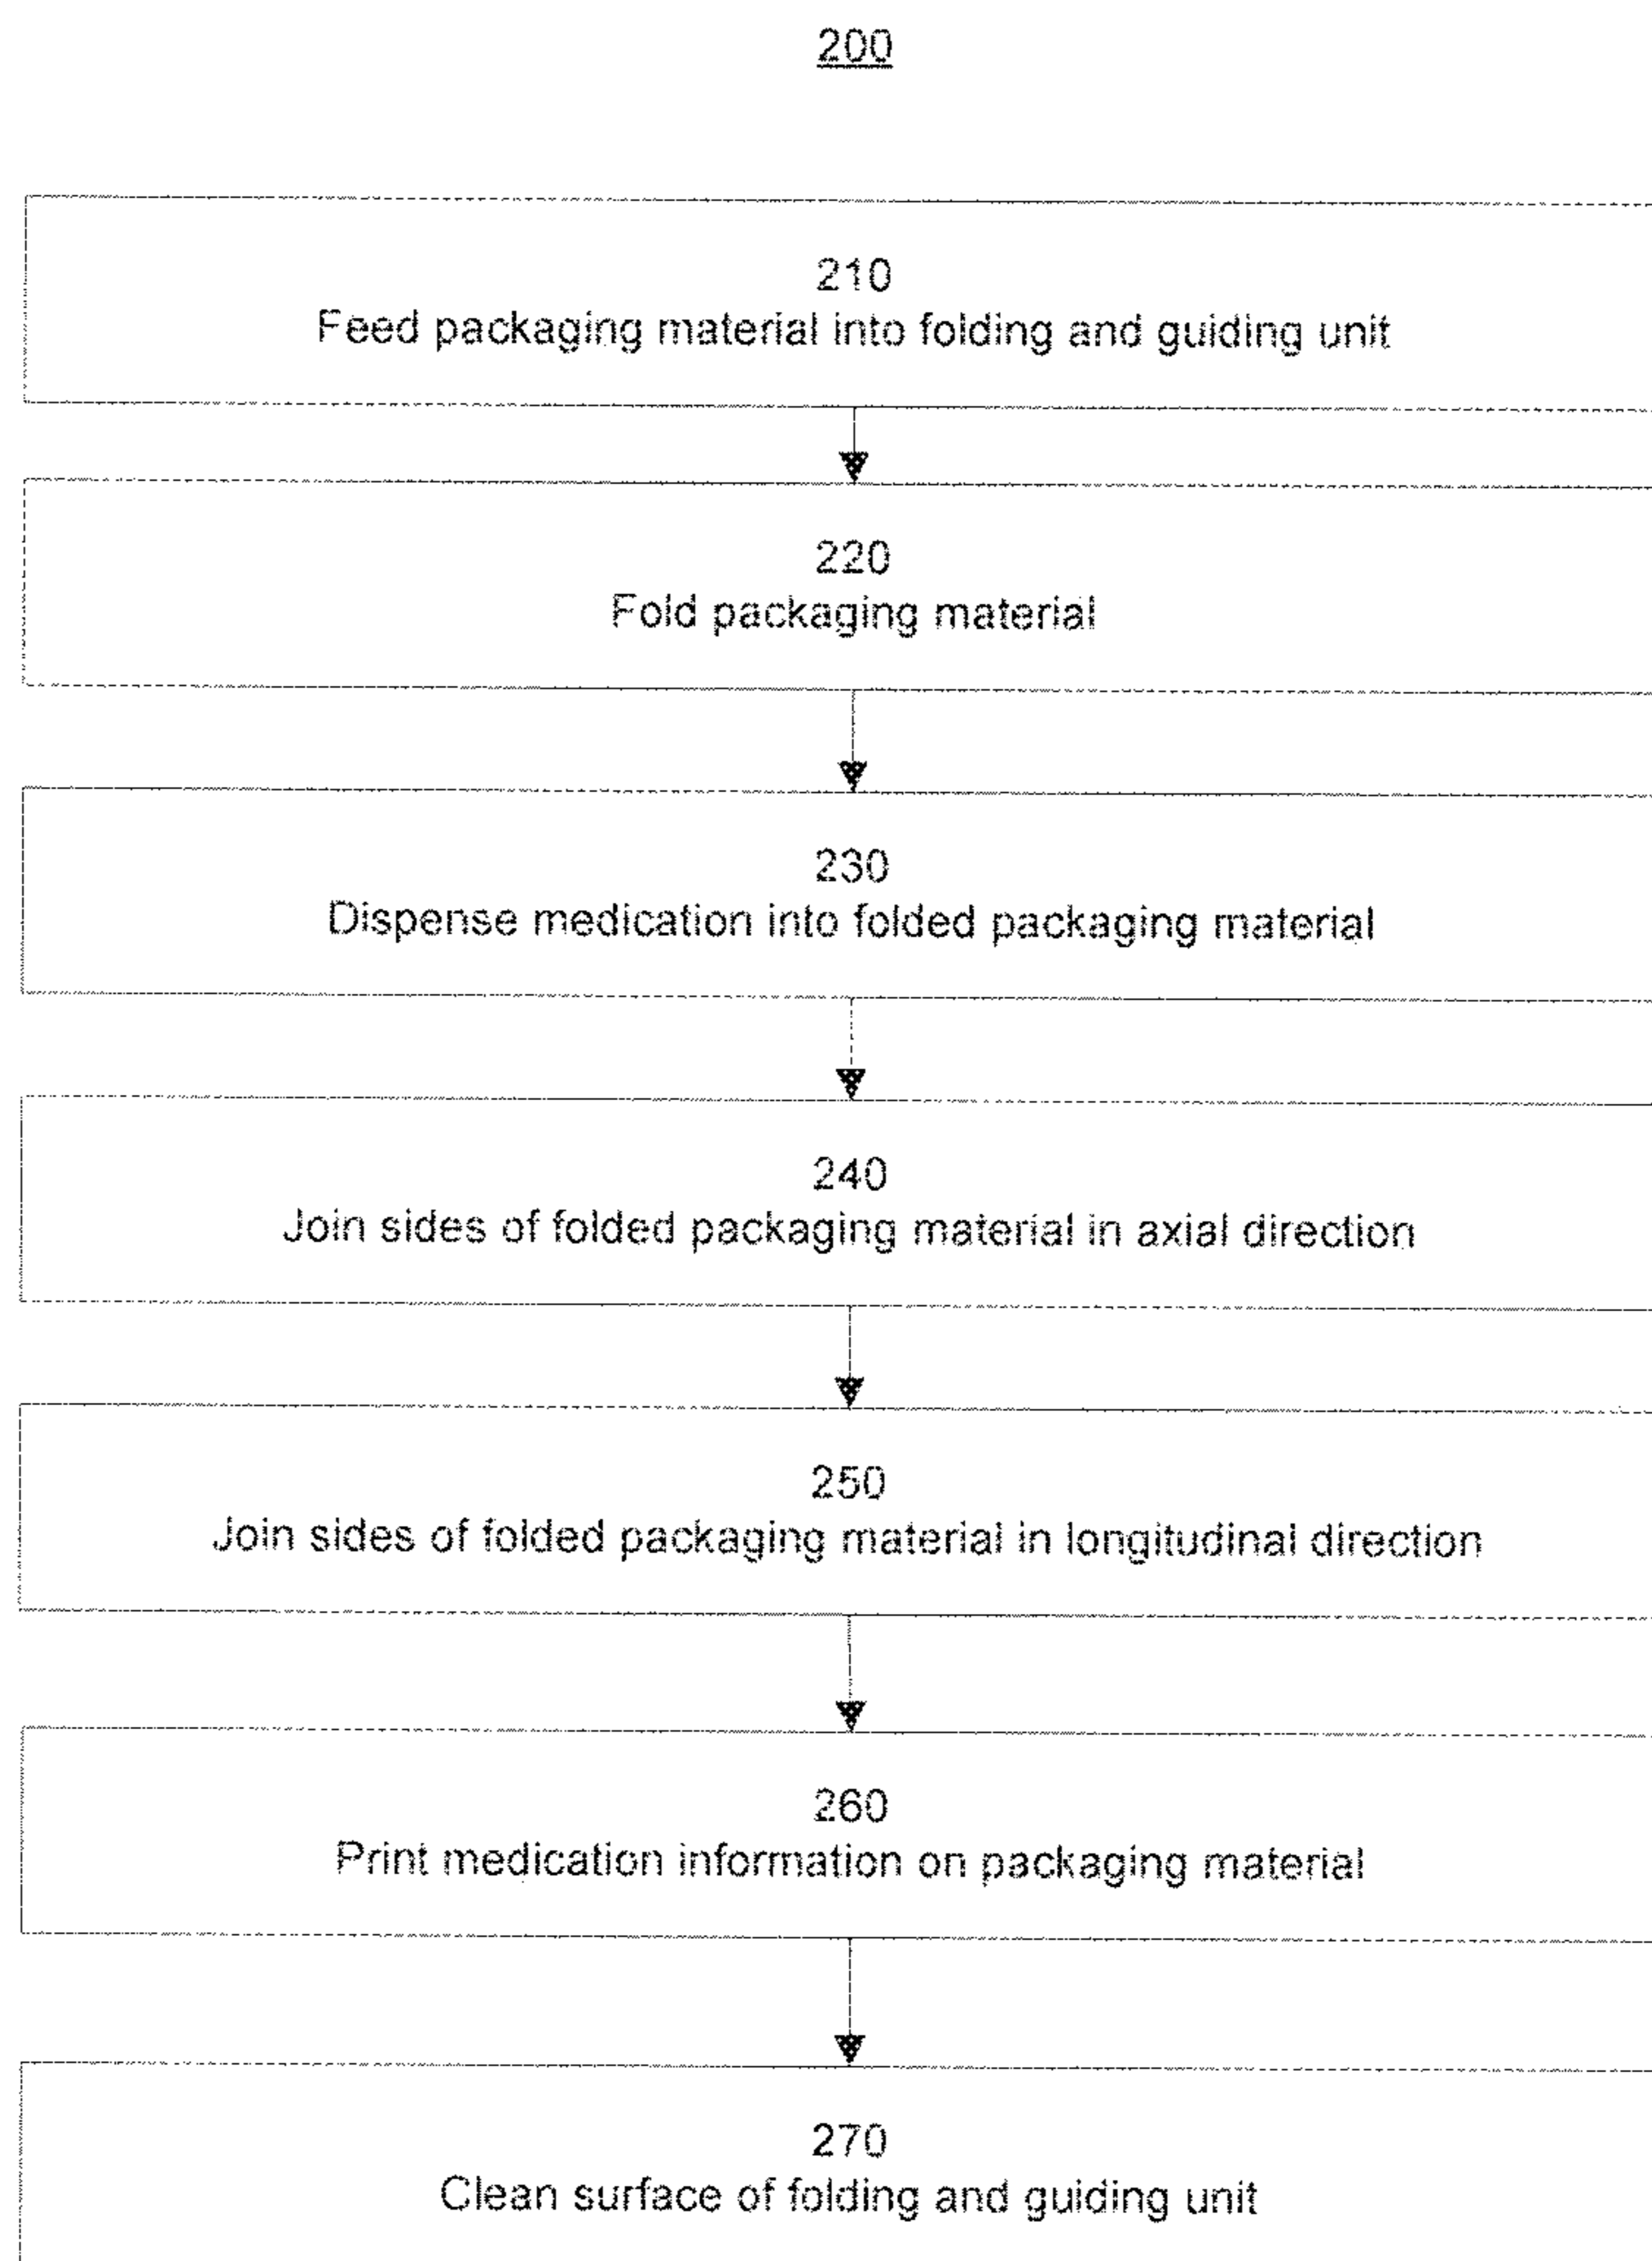 200
210
Feed packaging material into folding and guiding unit
220
Fold packaging material
230
Dispense medication into folded packaging material
240
Join sides of folded packaging material in axial direction
250
Join sides of folded packaging material in longitudinal direction
260
Print medication information on packaging material
270
Clean surface of folding and guiding unit